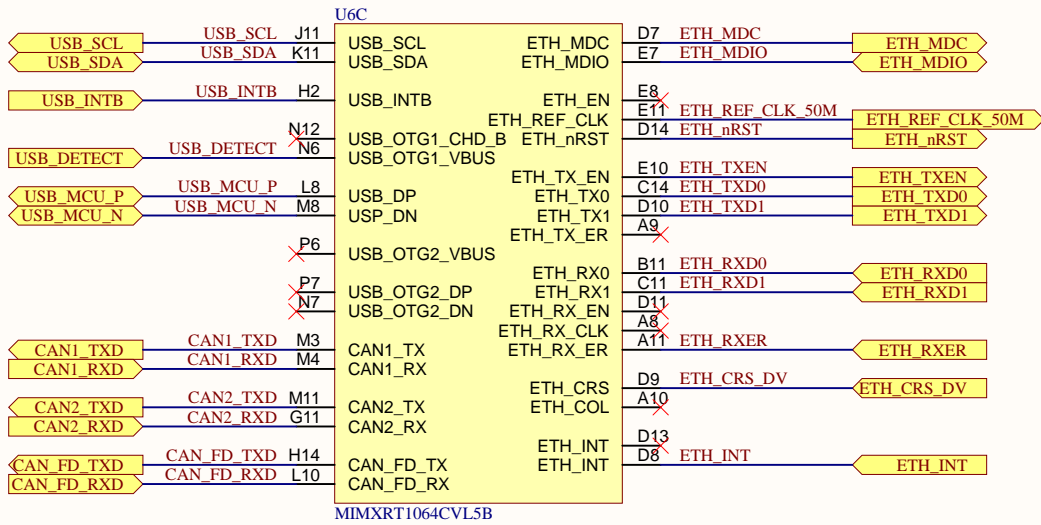 U6C
USB_SCL USB_SCL J11 USB_SCL ETH_MDC D7 ETH_MDC ETH_MDC
USB_SDA USB_SDA K11 USB_SDA ETH_MDIO E7 ETH_MDIO ETH_MDIO
USB_INTB USB_INTB H2 USB_INTB ETH_EN E8
ETH_REF_CLK E11 ETH_REF_CLK_50M ETH_REF_CLK_50M
N12 USB_OTG1_CHD_B ETH_nRST D14 ETH_nRST ETH_nRST
USB_DETECT USB_DETECT N6 USB_OTG1_VBUS
ETH_TX_EN E10 ETH_TXEN ETH_TXEN
USB_MCU_P USB_MCU_P L8 USB_DP ETH_TX0 C14 ETH_TXD0 ETH_TXD0
USB_MCU_N USB_MCU_N M8 USP_DN ETH_TX1 D10 ETH_TXD1 ETH_TXD1
ETH_TX_ER A9
P6 USB_OTG2_VBUS
ETH_RX0 B11 ETH_RXD0 ETH_RXD0
P7 USB_OTG2_DP ETH_RX1 C11 ETH_RXD1 ETH_RXD1
N7 USB_OTG2_DN ETH_RX_EN D11
ETH_RX_CLK A8
CAN1_TXD CAN1_TXD M3 CAN1_TX ETH_RX_ER A11 ETH_RXER ETH_RXER
CAN1_RXD CAN1_RXD M4 CAN1_RX
ETH_CRS D9 ETH_CRS_DV ETH_CRS_DV
CAN2_TXD CAN2_TXD M11 CAN2_TX ETH_COL A10
CAN2_RXD CAN2_RXD G11 CAN2_RX
ETH_INT D13
CAN_FD_TXD CAN_FD_TXD H14 CAN_FD_TX ETH_INT D8 ETH_INT ETH_INT
CAN_FD_RXD CAN_FD_RXD L10 CAN_FD_RX
MIMXRT1064CVL5B